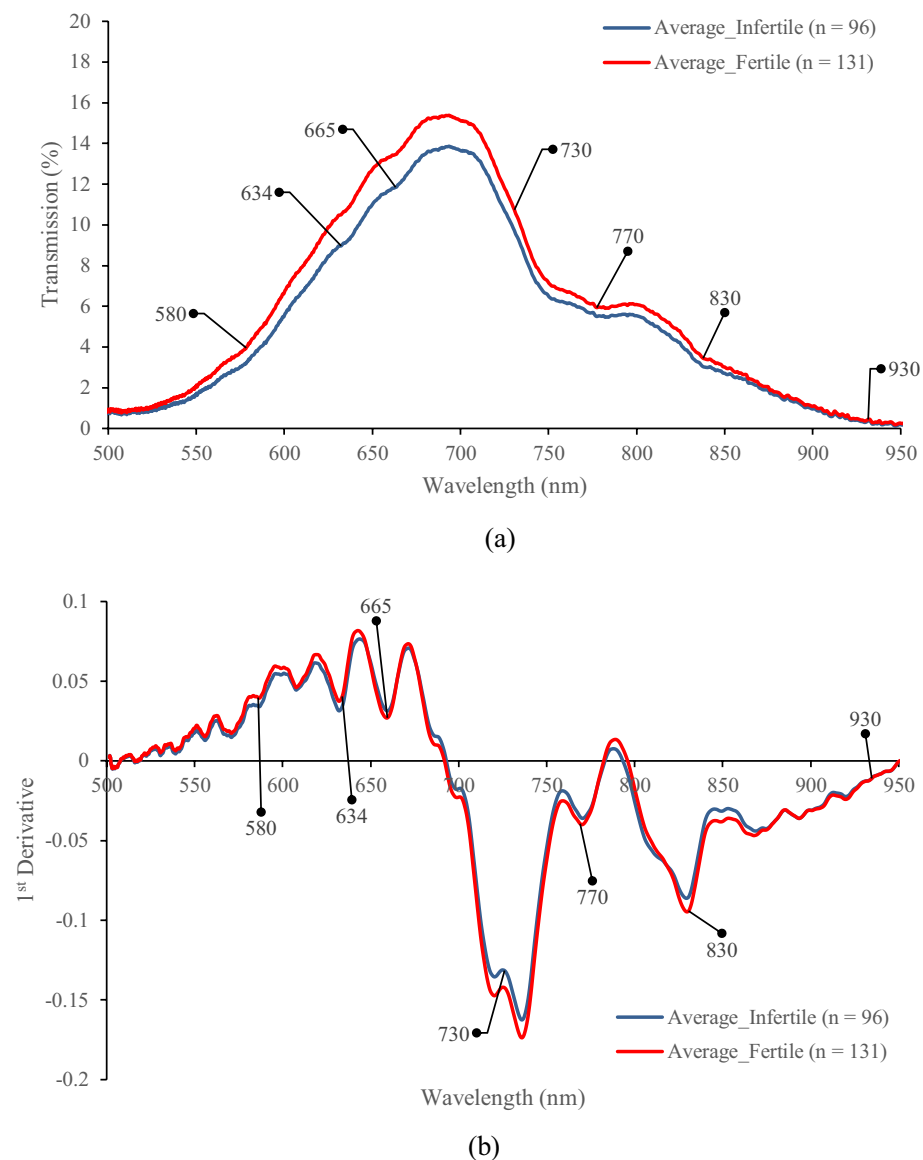 20
18
16
14
12
10
8
6
4
2
0
Transmission (%)
Average_Infertile (n = 96)
Average_Fertile (n = 131)
580
634
665
730
770
830
930
500 550 600 650 700 750 800 850 900 950
Wavelength (nm)
(a)
0.1
0.05
0
-0.05
-0.1
-0.15
-0.2
1st Derivative
500 550 600 650 700 750 800 850 900 950
580
634
665
730
770
830
930
Average_Infertile (n = 96)
Average_Fertile (n = 131)
Wavelength (nm)
(b)